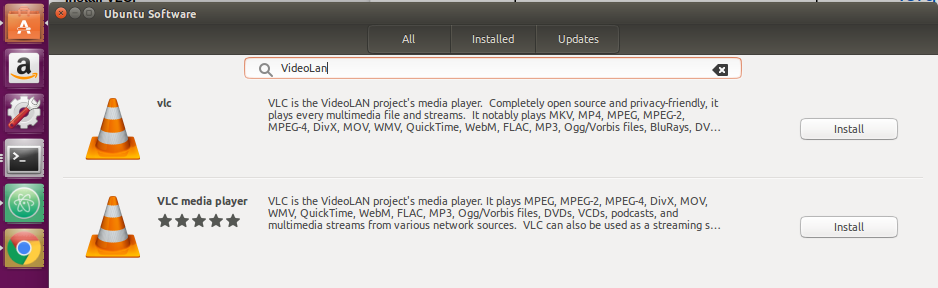 Install VLC?
Ubuntu Software
All Installed Updates
VideoLan
vlc
VLC is the VideoLAN project's media player. Completely open source and privacy-friendly, it
plays every multimedia file and streams. It notably plays MKV, MP4, MPEG, MPEG-2,
MPEG-4, DivX, MOV, WMV, QuickTime, WebM, FLAC, MP3, Ogg/Vorbis files, BluRays, DV...
Install
VLC media player
VLC is the VideoLAN project's media player. It plays MPEG, MPEG-2, MPEG-4, DivX, MOV,
WMV, QuickTime, WebM, FLAC, MP3, Ogg/Vorbis files, DVDs, VCDs, podcasts, and
multimedia streams from various network sources. VLC can also be used as a streaming s...
Install